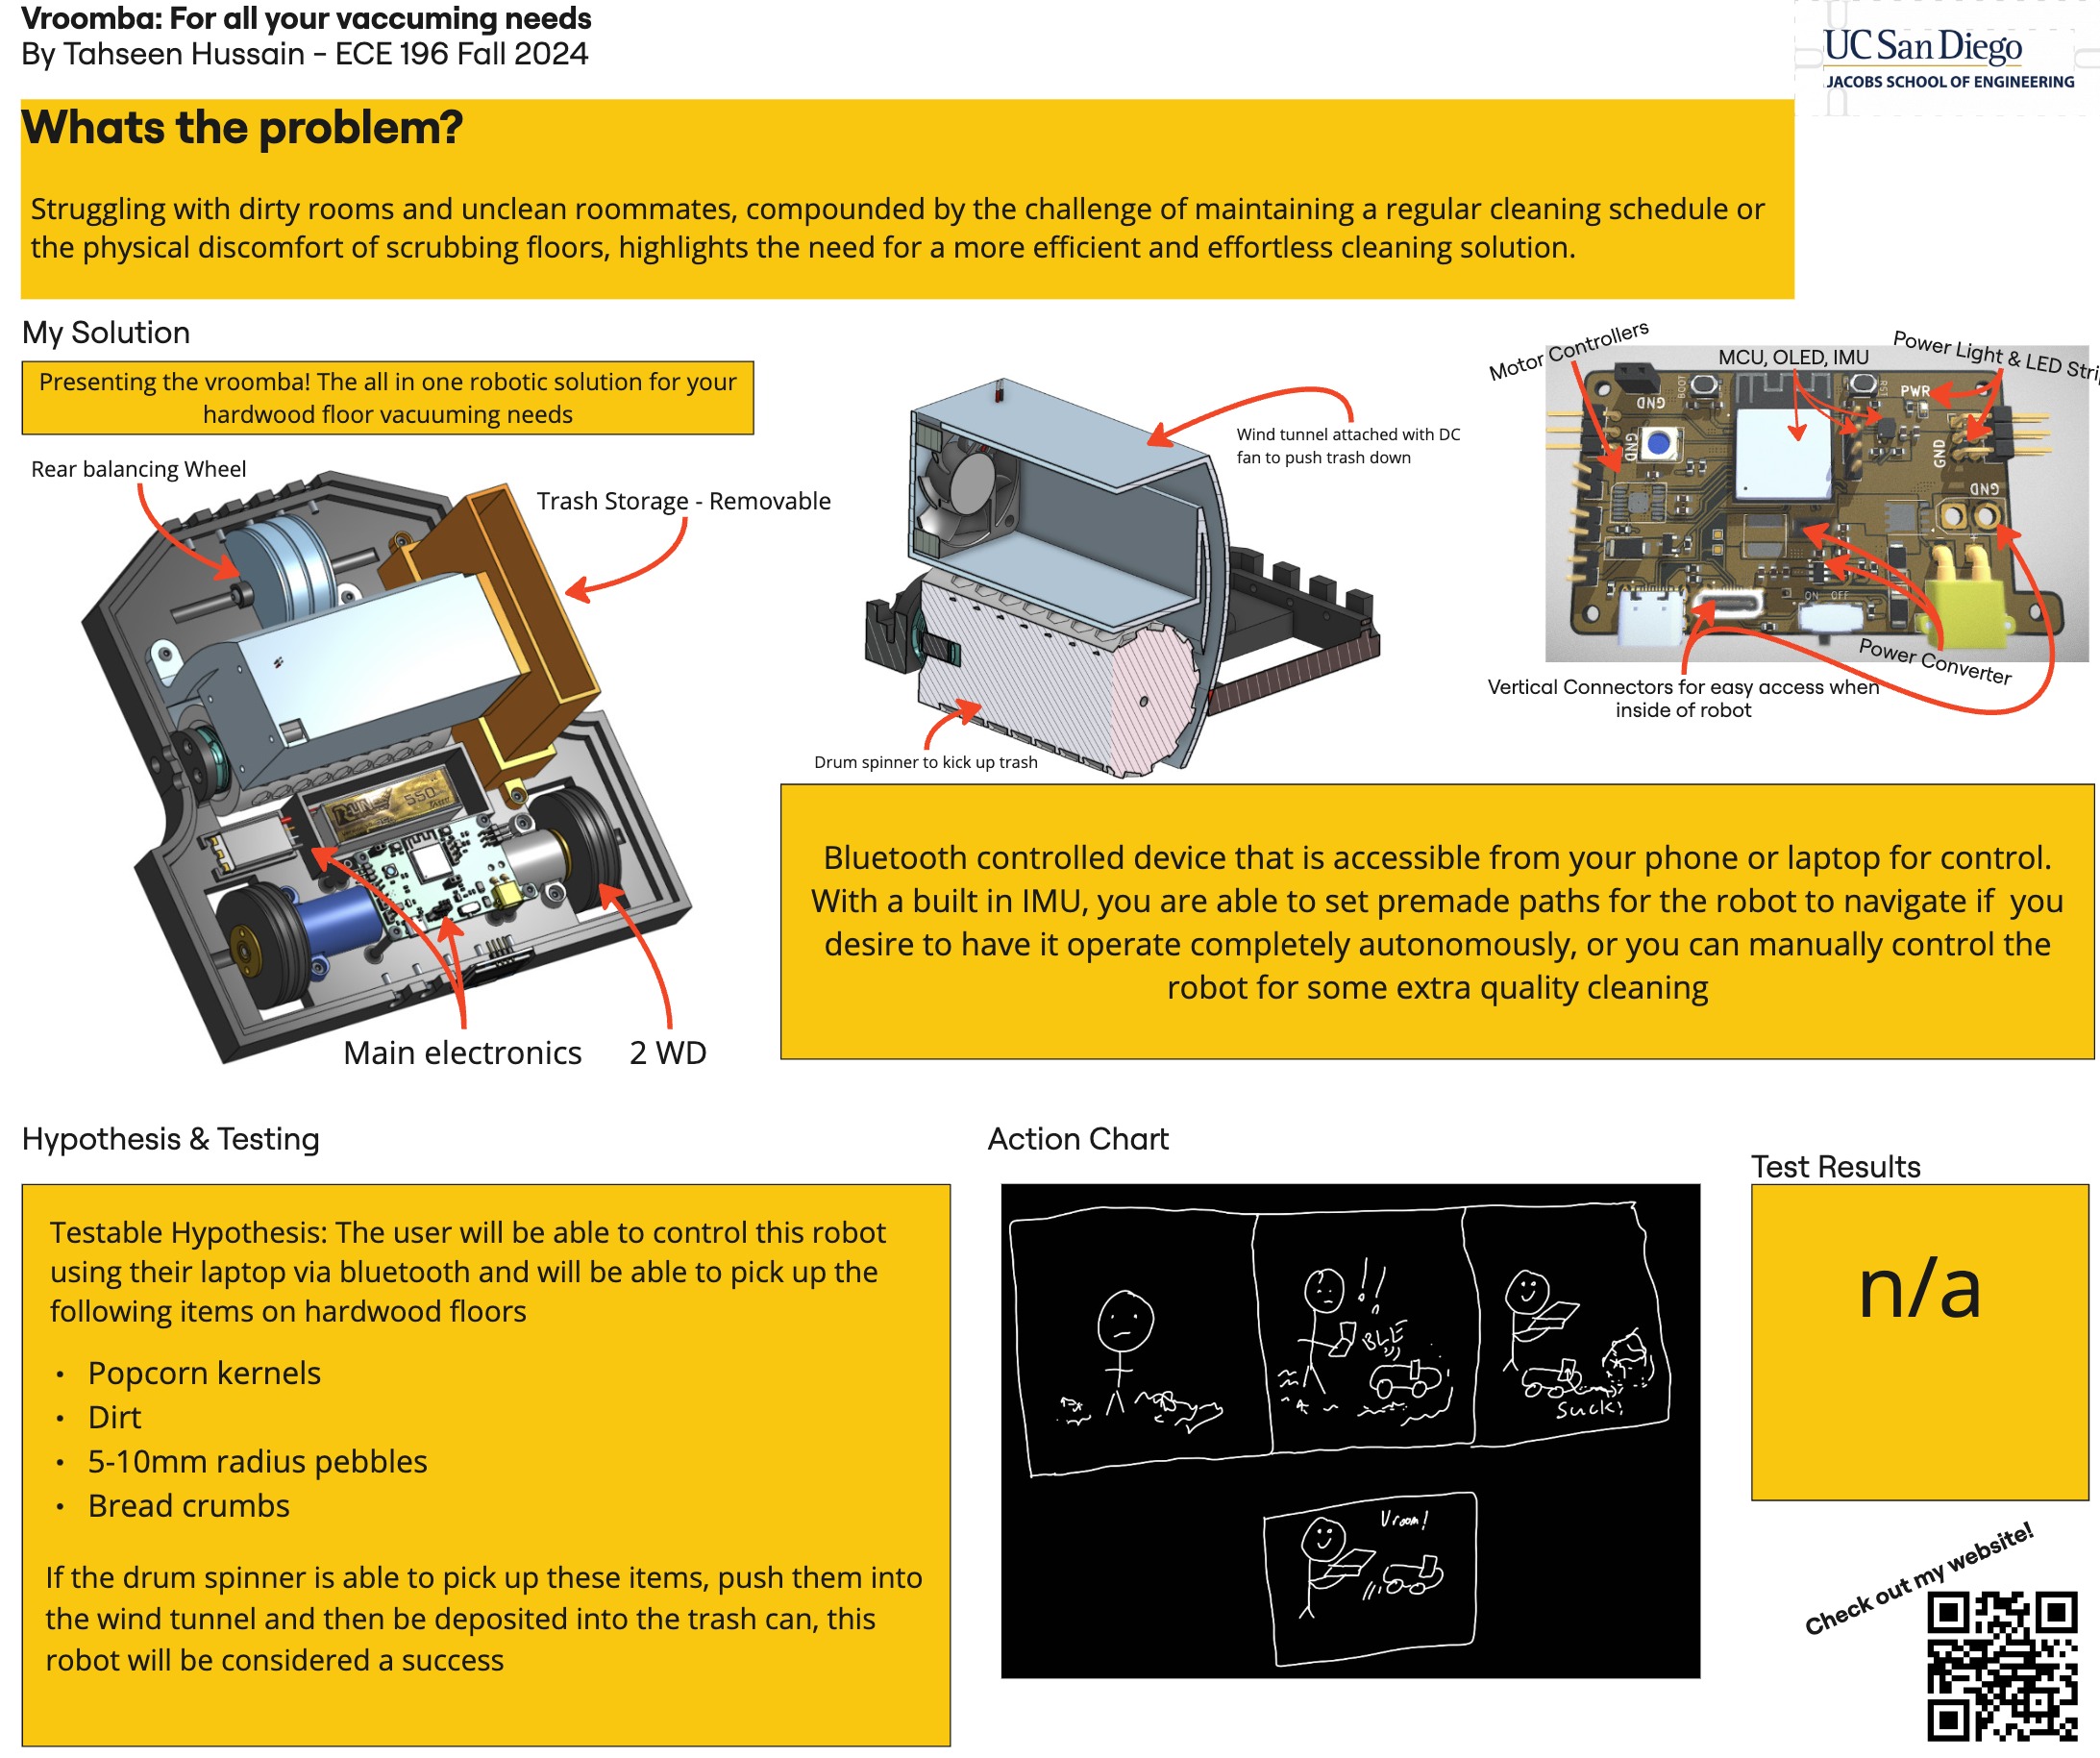 Vroomba: For all your vaccuming needs
By Tahseen Hussain - ECE 196 Fall 2024
UC San Diego
JACOBS SCHOOL OF ENGINEERING
Whats the problem?
Struggling with dirty rooms and unclean roommates, compounded by the challenge of maintaining a regular cleaning schedule or
the physical discomfort of scrubbing floors, highlights the need for a more efficient and effortless cleaning solution.
My Solution
Presenting the vroomba! The all in one robotic solution for your
hardwood floor vacuuming needs
Rear balancing Wheel
Trash Storage - Removable
550
Main electronics
2 WD
Wind tunnel attached with DC
fan to push trash down
Drum spinner to kick up trash
Motor Controllers
MCU, OLED, IMU
Power Light & LED Stri
BOOT
RST
PWR
GND
GND
GND
GND
ON OFF
Power Converter
Vertical Connectors for easy access when
inside of robot
Bluetooth controlled device that is accessible from your phone or laptop for control.
With a built in IMU, you are able to set premade paths for the robot to navigate if  you
desire to have it operate completely autonomously, or you can manually control the
robot for some extra quality cleaning
Hypothesis & Testing
Testable Hypothesis: The user will be able to control this robot
using their laptop via bluetooth and will be able to pick up the
following items on hardwood floors
• Popcorn kernels
• Dirt
• 5-10mm radius pebbles
• Bread crumbs
If the drum spinner is able to pick up these items, push them into
the wind tunnel and then be deposited into the trash can, this
robot will be considered a success
Action Chart
!!
BLE
Suck!
Vroom!
Test Results
n/a
Check out my website!